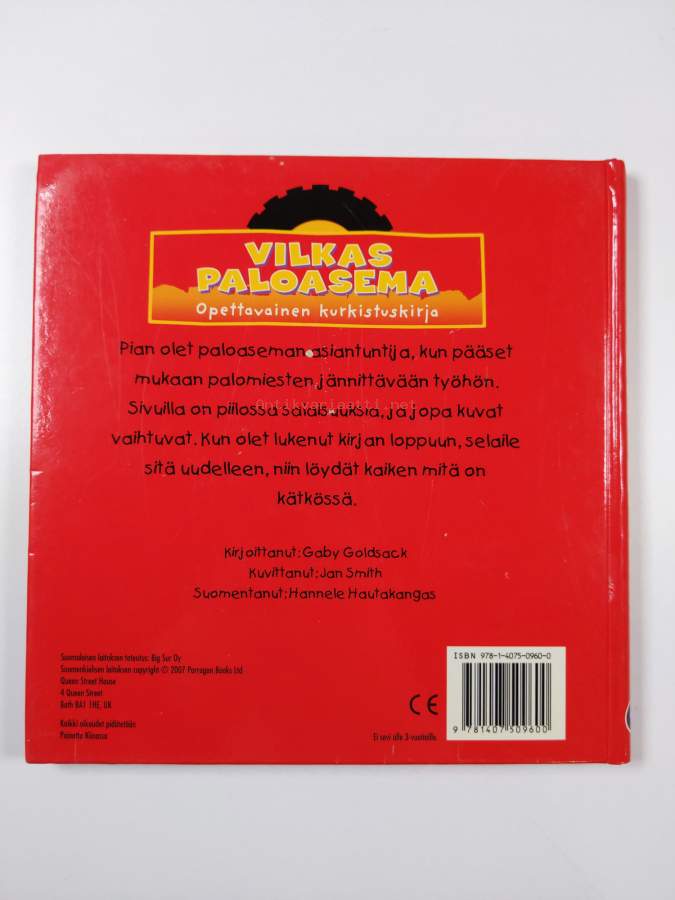 VILKAS
PALOASEMA
Opettavainen kurkistuskirja
Pian olet paloaseman asiantuntija, kun pääset
mukaan palomiesten jännittävään työhön.
Antikvariaatti.net
Sivuilla on piilossa salaisuuksia, ja jopa kuvat
vaihtuvat. Kun olet lukenut kirjan loppuun, selaile
sitä uudelleen, niin löydät kaiken mitä on
kätkössä.
Kirjoittanut: Gaby Goldsack
Kuvittanut: Jan Smith
Suomentanut: Hannele Hautakangas
Suomalaisen laitoksen toteutus: Big Sur Oy
Suomenkielisen laitoksen copyright © 2007 Parragon Books Ltd
Queen Street House
4 Queen Street
Bath BA1 1HE, UK
Kaikki oikeudet pidätetään
Painettu Kiinassa
CE
Ei sovi alle 3-vuotiaille
ISBN 978-1-4075-0960-0
9 781407 509600